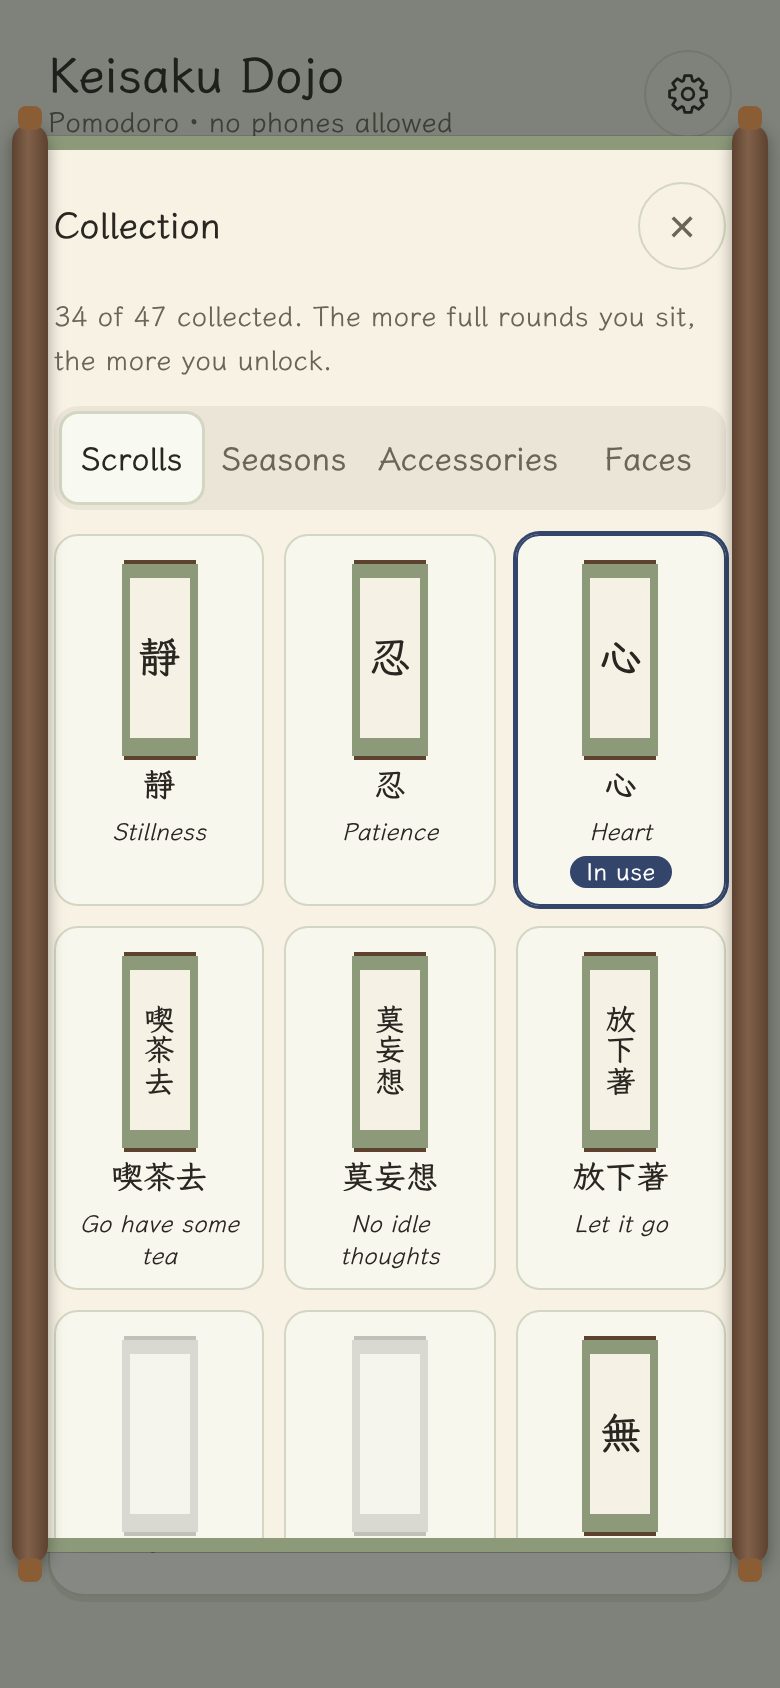 Keisaku Dojo
Pomodoro • no phones allowed
Collection
34 of 47 collected. The more full rounds you sit,
the more you unlock.
Scrolls Seasons Accessories Faces
靜
靜
Stillness
忍
忍
Patience
心
心
Heart
In use
喫茶去
喫茶去
Go have some
tea
莫妄想
莫妄想
No idle
thoughts
放下著
放下著
Let it go
無